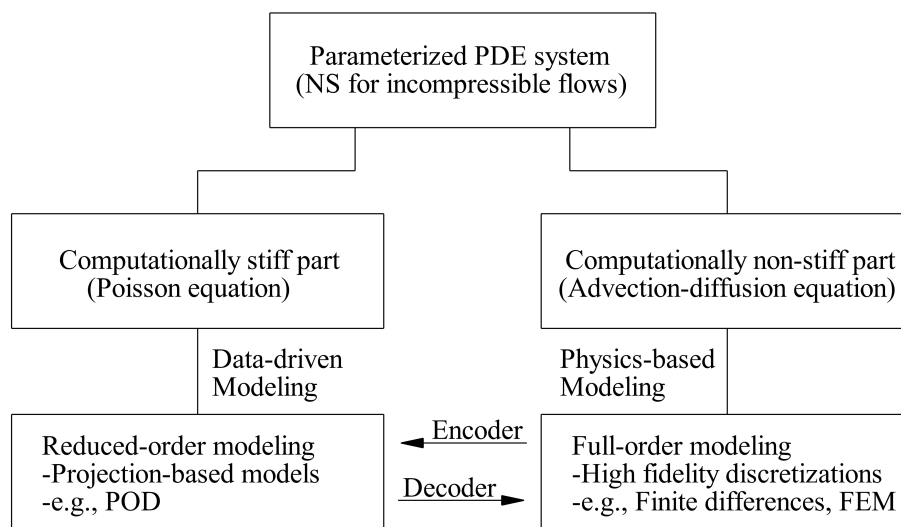 Parameterized PDE system
(NS for incompressible flows)
Computationally stiff part
(Poisson equation)
Computationally non-stiff part
(Advection-diffusion equation)
Data-driven
Modeling
Physics-based
Modeling
Reduced-order modeling
-Projection-based models
-e.g., POD
Encoder
Decoder
Full-order modeling
-High fidelity discretizations
-e.g., Finite differences, FEM